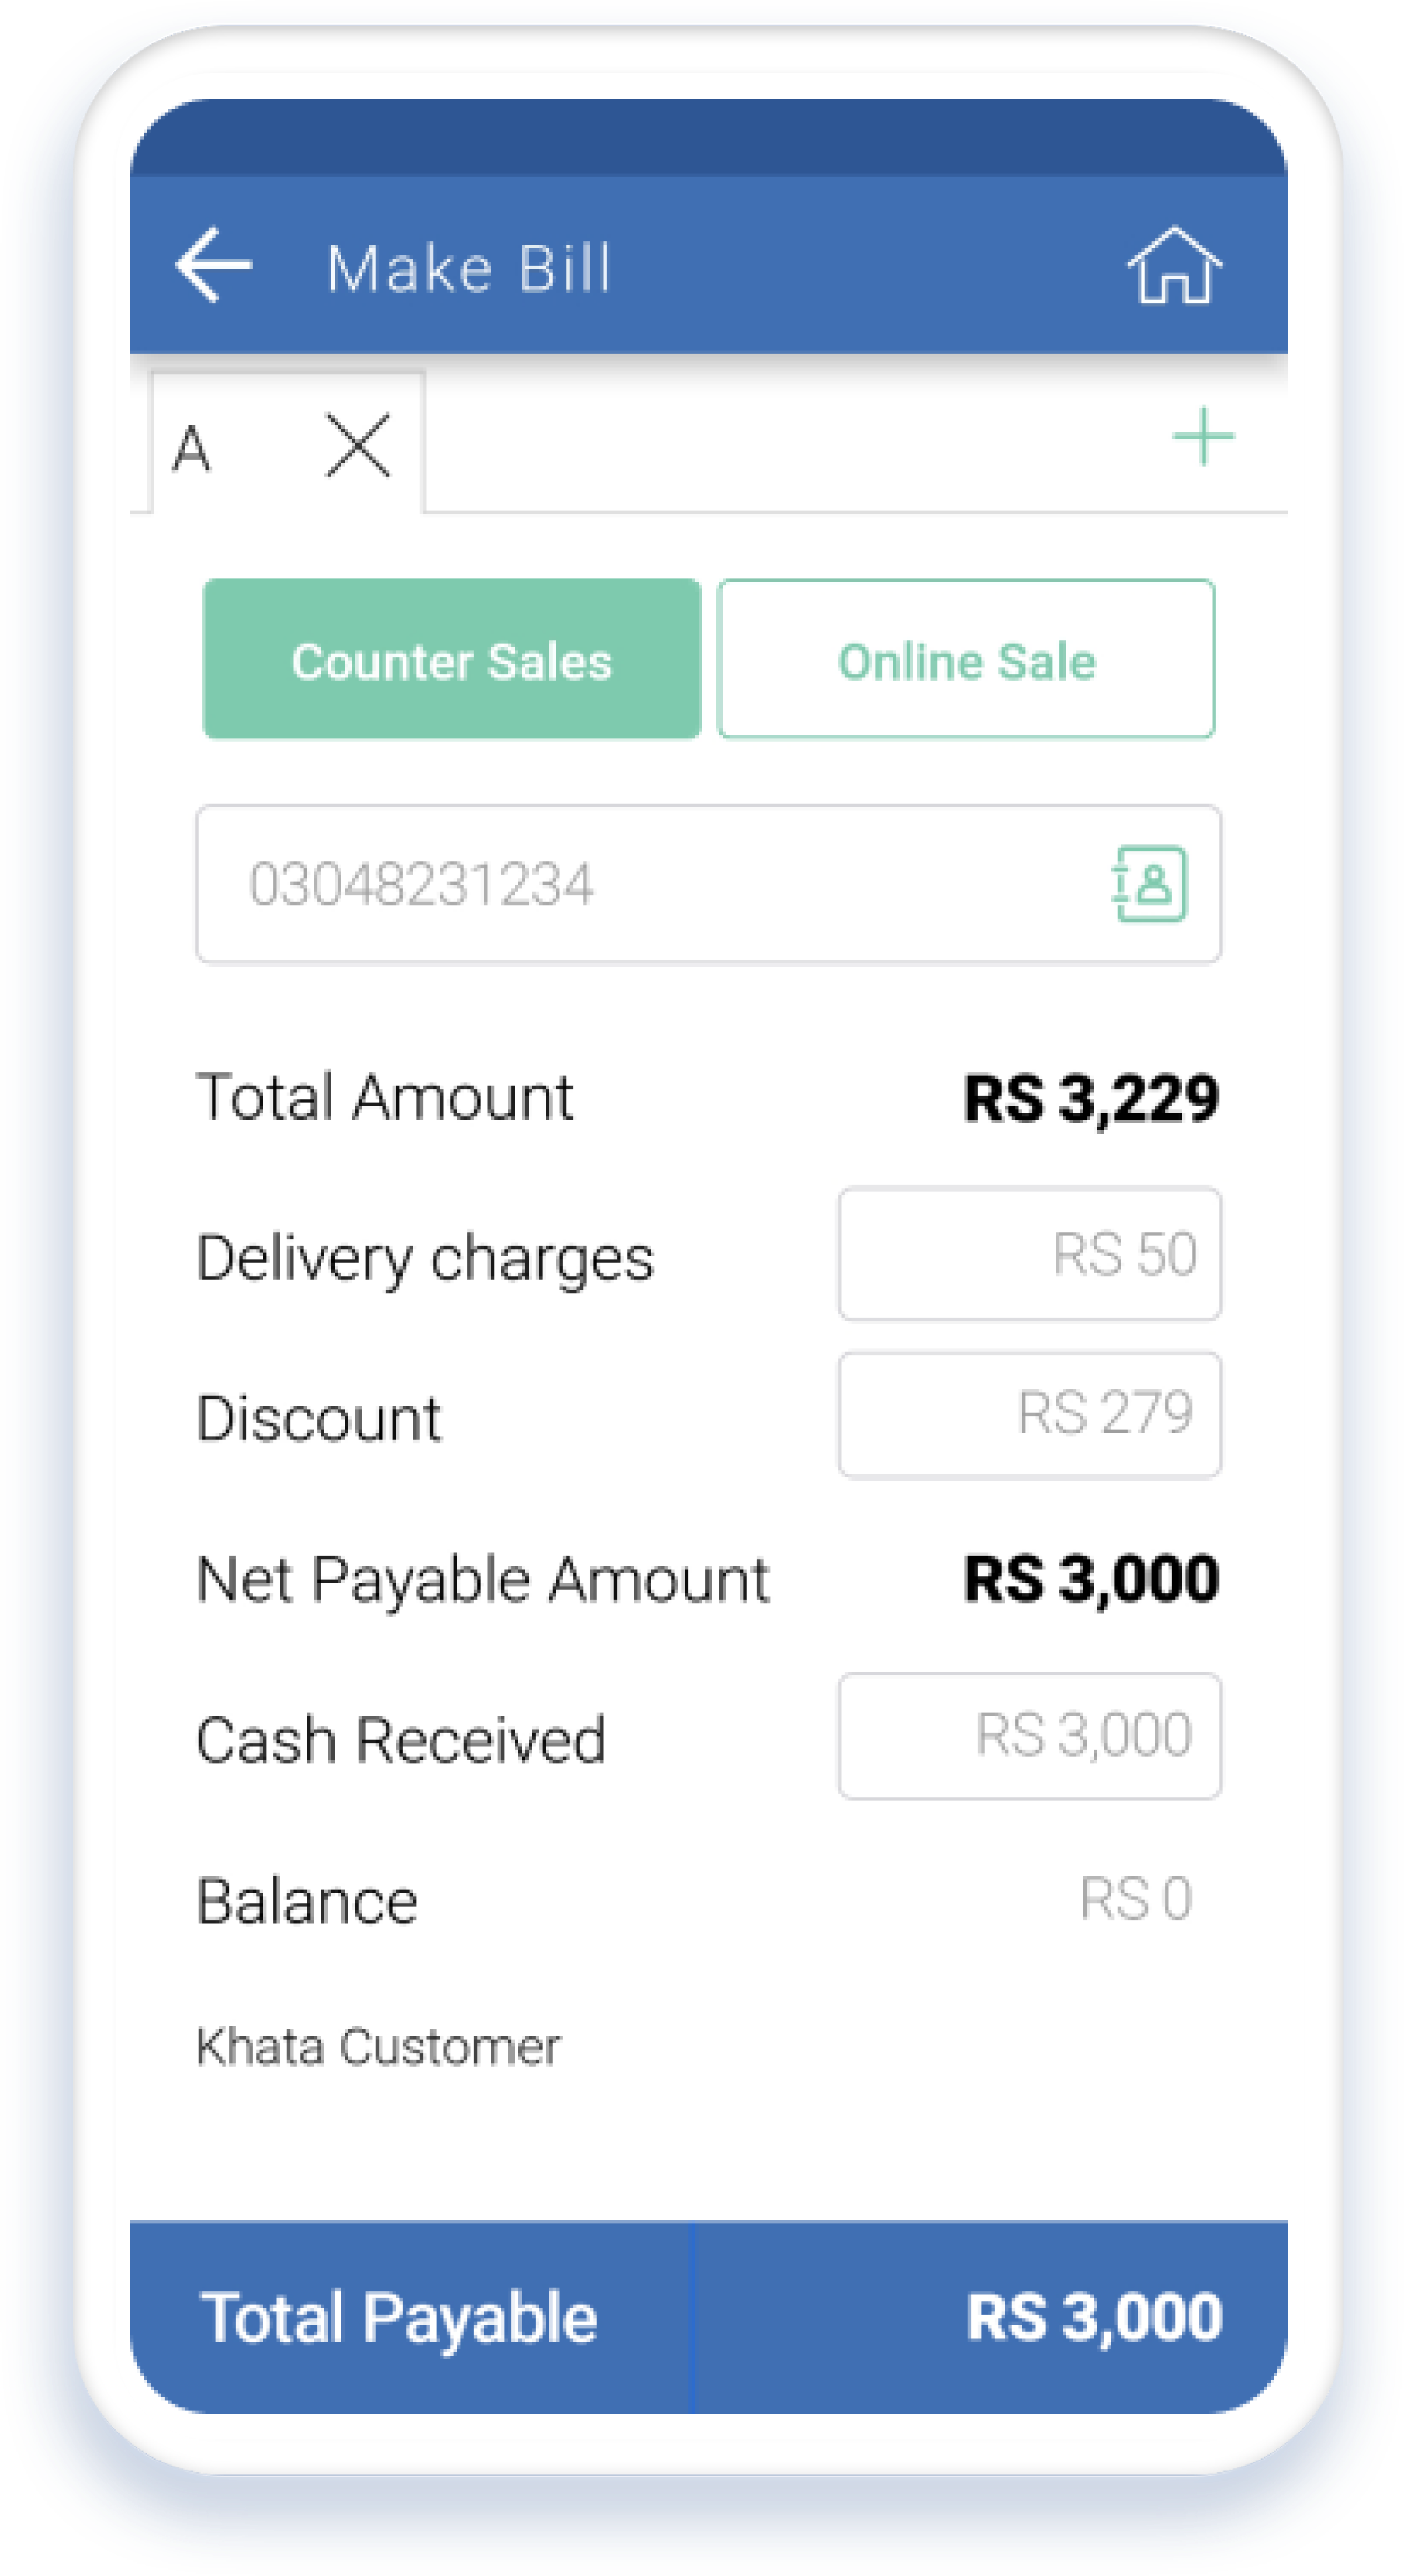 Make Bill
A
Counter Sales Online Sale
03048231234
Total Amount RS 3,229
Delivery charges RS 50
Discount RS 279
Net Payable Amount RS 3,000
Cash Received RS 3,000
Balance RS 0
Khata Customer
Total Payable RS 3,000